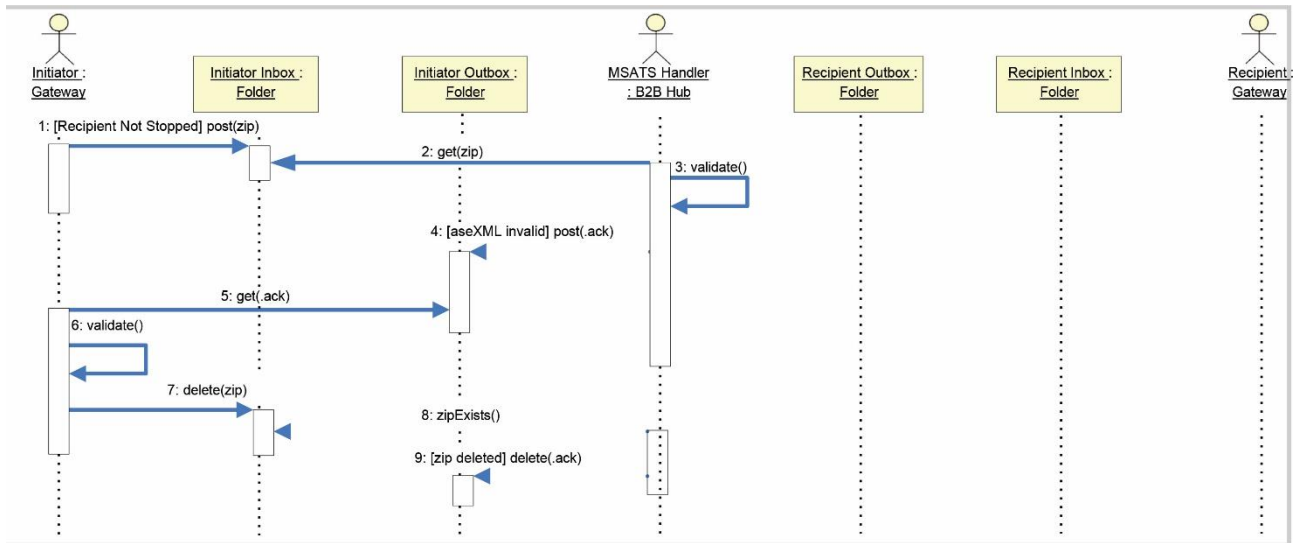 Initiator :
Gateway
Initiator Inbox :
Folder
Initiator Outbox :
Folder
MSATS Handler
: B2B Hub
Recipient Outbox :
Folder
Recipient Inbox :
Folder
Recipient :
Gateway
1: [Recipient Not Stopped] post(zip)
2: get(zip)
3: validate()
4: [aseXML invalid] post(.ack)
5: get(.ack)
6: validate()
7: delete(zip)
8: zipExists()
9: [zip deleted] delete(.ack)